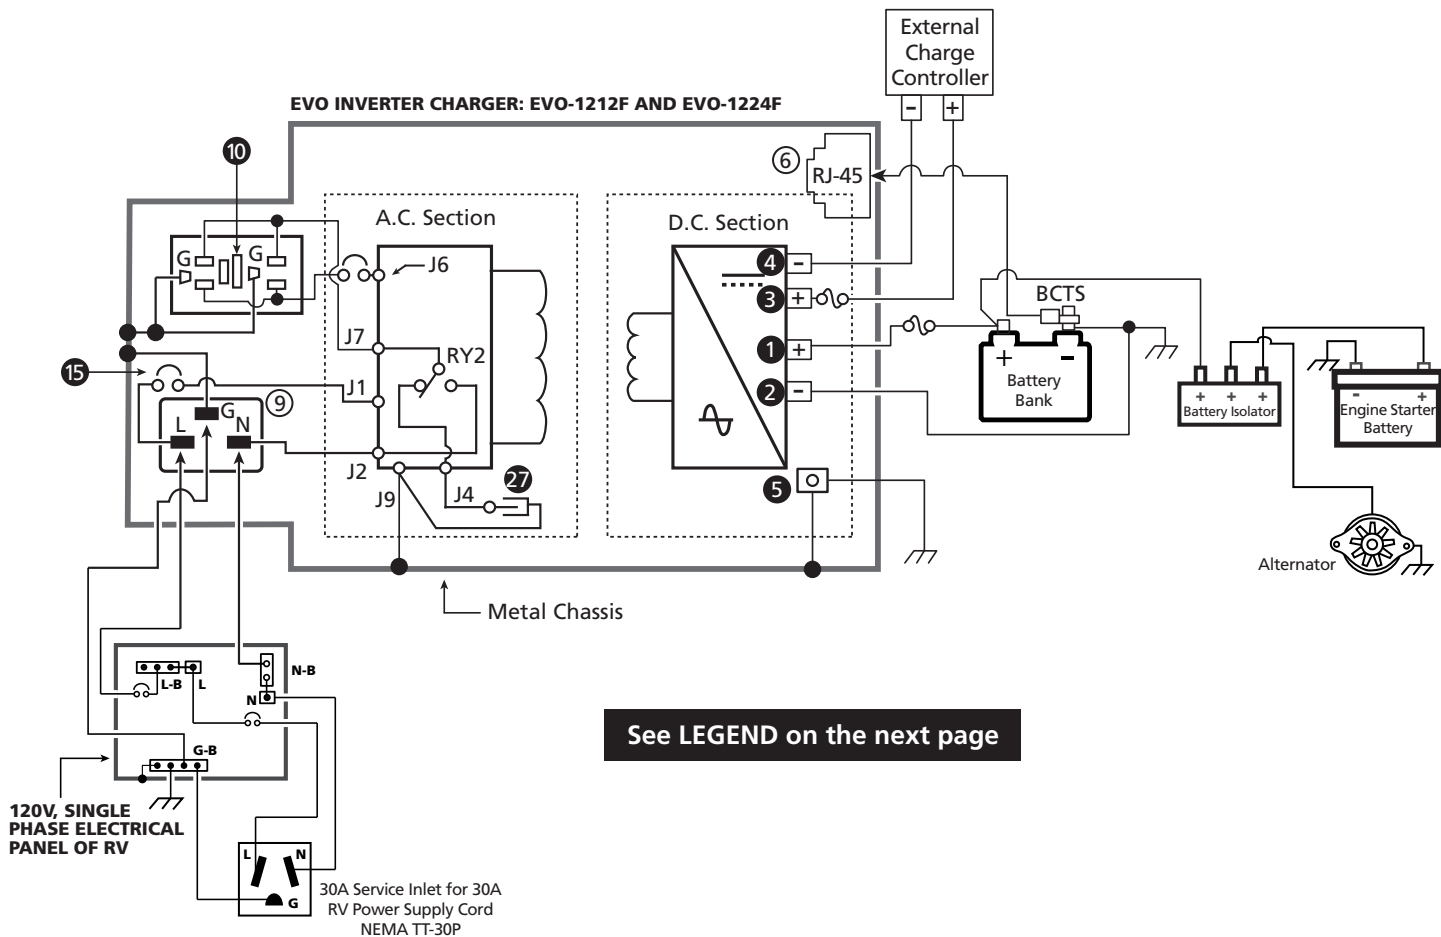 External
Charge
Controller
- +
EVO INVERTER CHARGER: EVO-1212F AND EVO-1224F
10
6
RJ-45
A.C. Section
D.C. Section
G
G
J6
4 -
3 +
BCTS
J7
RY2
1 +
+ -
Battery
Bank
15
J1
2 -
+ + +
Battery Isolator
- +
Engine Starter
Battery
G
9
L
N
J2
27
J9
J4
5
Alternator
Metal Chassis
N-B
L-B
L
N
See LEGEND on the next page
G-B
120V, SINGLE
PHASE ELECTRICAL
PANEL OF RV
L
N
G
30A Service Inlet for 30A
RV Power Supply Cord
NEMA TT-30P